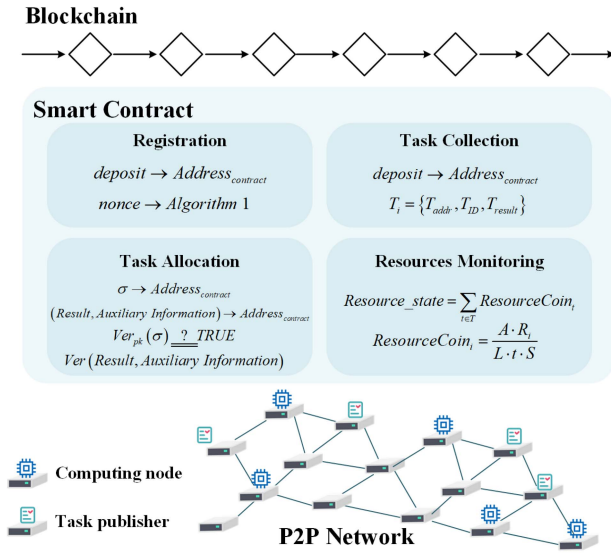 Blockchain
Smart Contract
Registration
deposit → Address_contract
nonce → Algorithm 1
Task Collection
deposit → Address_contract
T_i = {T_addr, T_ID, T_result}
Task Allocation
σ → Address_contract
(Result, Auxiliary Information) → Address_contract
Ver_pk (σ) ? TRUE
Ver (Result, Auxiliary Information)
Resources Monitoring
Resource_state = ∑_{t∈T} ResourceCoin_t
ResourceCoin_i = A · R_i / L · t · S
Computing node
Task publisher
P2P Network